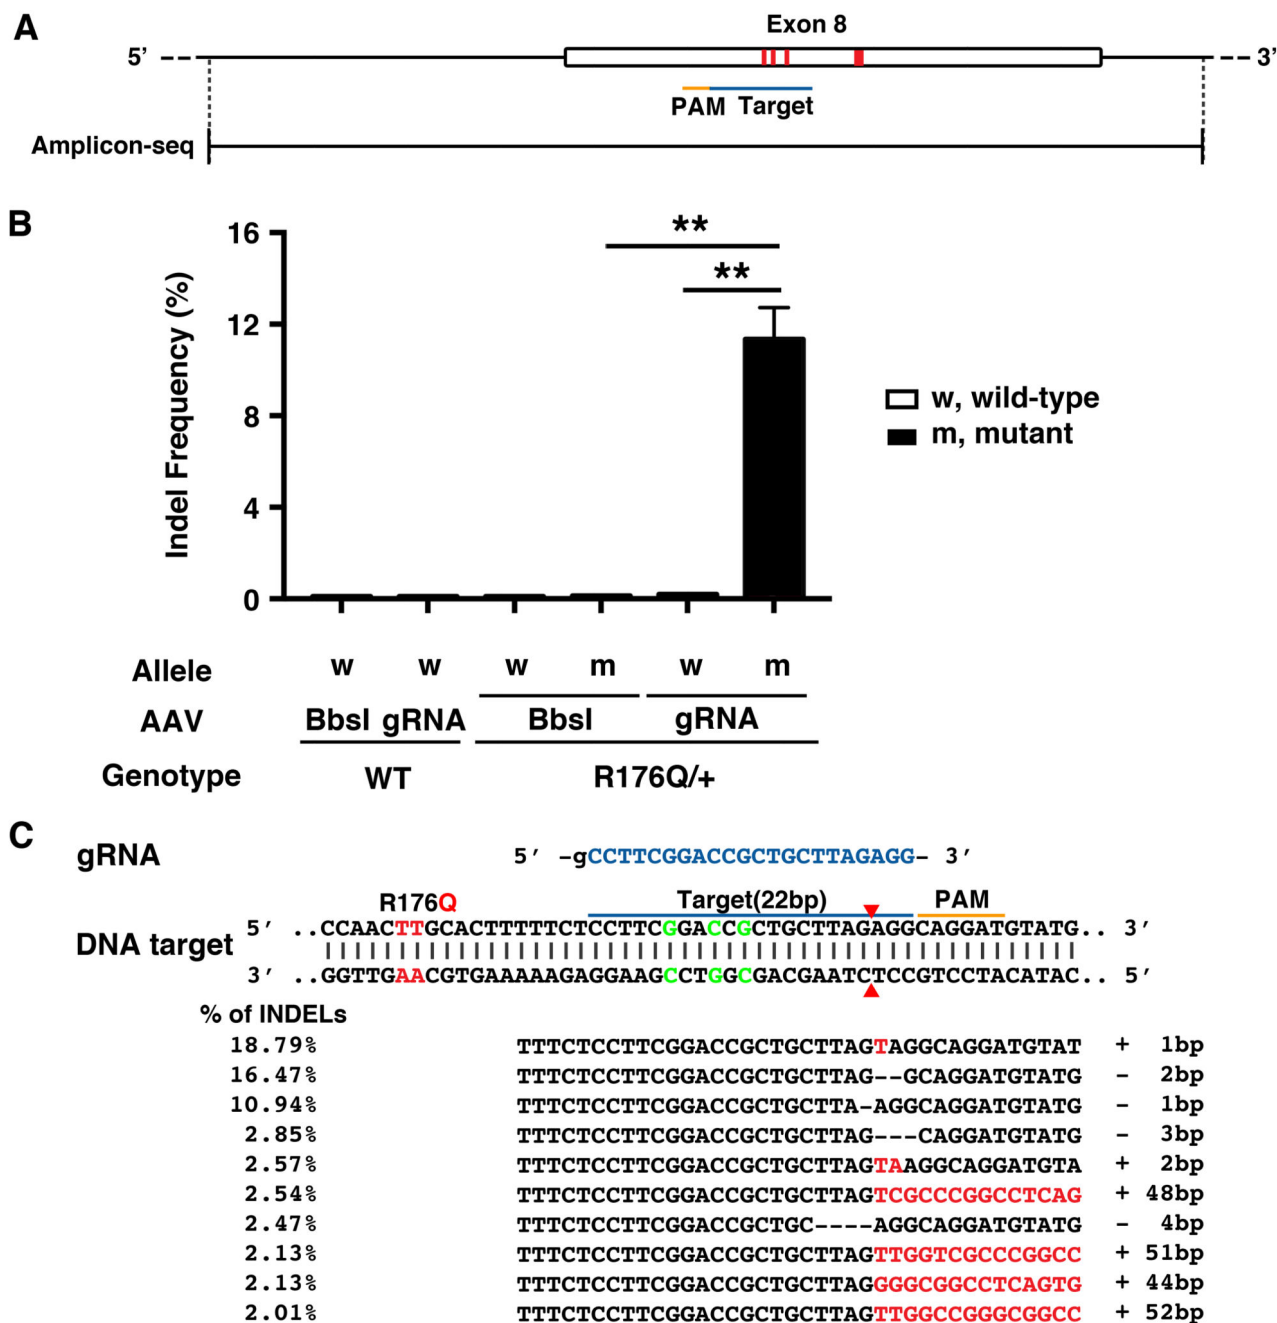 A
Exon 8
5’
3’
PAM Target
Amplicon-seq
B
**
**
16
12
8
4
0
Indel Frequency (%)
w, wild-type
m, mutant
Allele w w w m w m
AAV BbsI gRNA BbsI gRNA
Genotype WT R176Q/+
C
gRNA 5′ -gCCTTCGGACCGCTGCTTAGAGG- 3′
R176Q Target(22bp) PAM
DNA target
5′ ..CCAACTTGCACTTTTTCTCCTTCGGACCGCTGCTTAGAGGCAGGATGTATG.. 3′
3′ ..GGTTGAACGTGAAAAAGAGGAAGCCTGGCGACGAATCTCCGTCCTACATAC.. 5′
% of INDELs
18.79% TTTCTCCTTCGGACCGCTGCTTAGTAGGCAGGATGTAT + 1bp
16.47% TTTCTCCTTCGGACCGCTGCTTAG--GCAGGATGTATG - 2bp
10.94% TTTCTCCTTCGGACCGCTGCTTA-AGGCAGGATGTATG - 1bp
2.85% TTTCTCCTTCGGACCGCTGCTTAG---CAGGATGTATG - 3bp
2.57% TTTCTCCTTCGGACCGCTGCTTAGTAAGGCAGGATGTA + 2bp
2.54% TTTCTCCTTCGGACCGCTGCTTAGTCGCCCGGCCTCAG + 48bp
2.47% TTTCTCCTTCGGACCGCTGC----AGGCAGGATGTATG - 4bp
2.13% TTTCTCCTTCGGACCGCTGCTTAGTTGGTCGCCCGGCC + 51bp
2.13% TTTCTCCTTCGGACCGCTGCTTAGGGGCGGCCTCAGTG + 44bp
2.01% TTTCTCCTTCGGACCGCTGCTTAGTTGGCCGGGCGGCC + 52bp